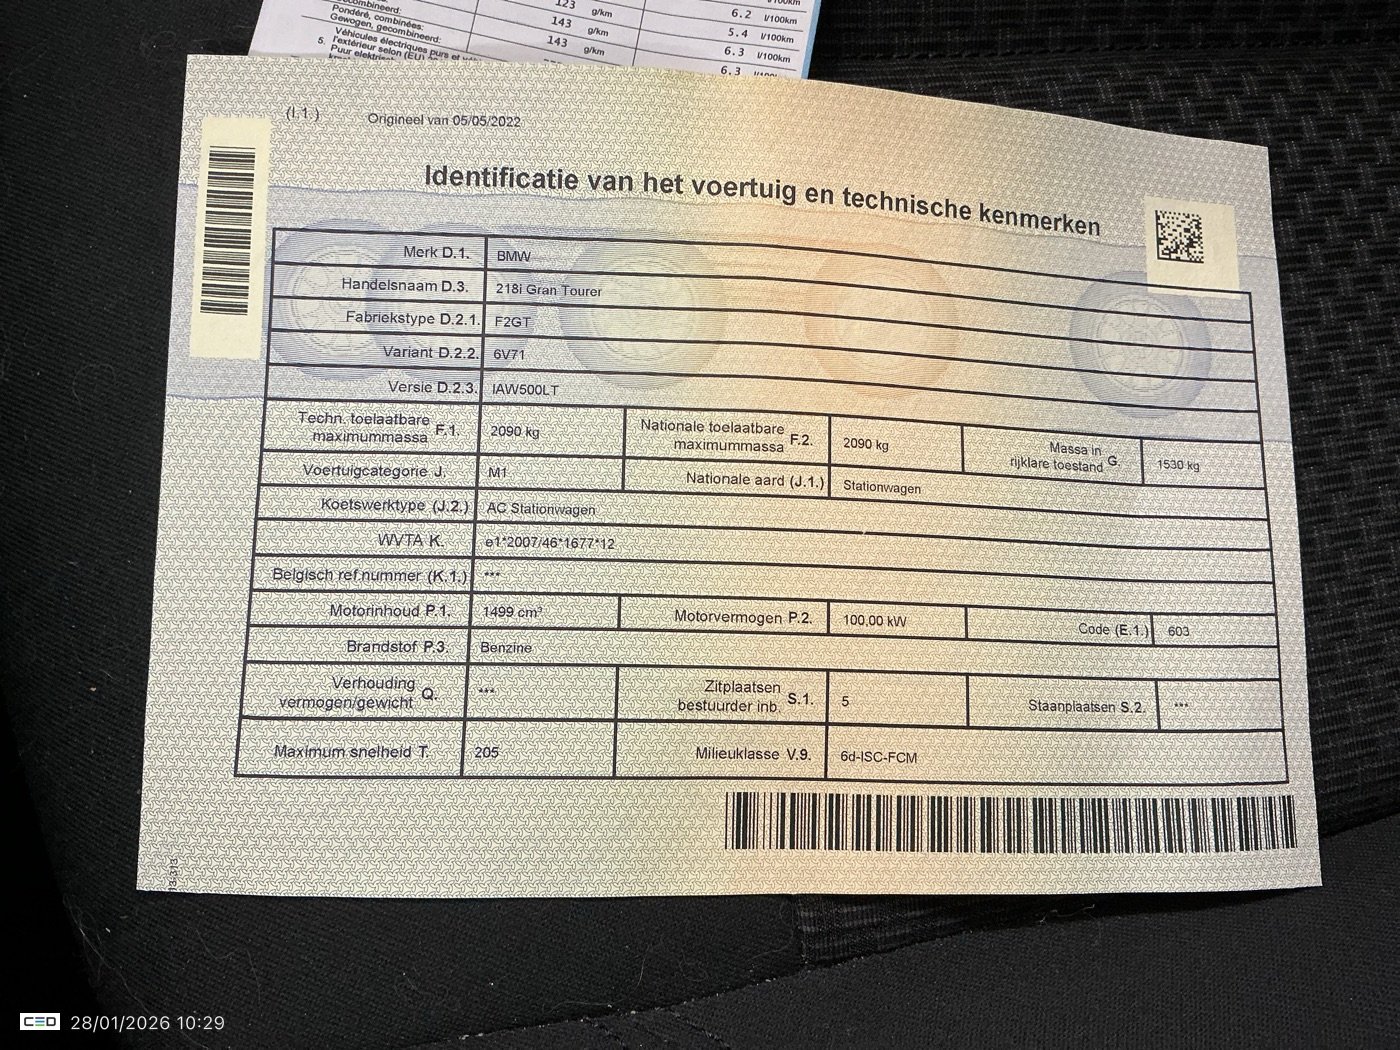 ecombineerd:
123 g/km
6.2 l/100km
Pondéré, combinées:
143 g/km
5.4 l/100km
Gewogen, gecombineerd:
143 g/km
6.3 l/100km
5. Véhicules électriques purs et
l'extérieur selon (EU)
6.3
Puur elektrisch
(I.1.) Origineel van 05/05/2022
Identificatie van het voertuig en technische kenmerken
Merk D.1. BMW
Handelsnaam D.3. 218i Gran Tourer
Fabriekstype D.2.1. F2GT
Variant D.2.2. 6V71
Versie D.2.3. IAW500LT
Techn. toelaatbare maximummassa F.1. 2090 kg Nationale toelaatbare maximummassa F.2. 2090 kg Massa in rijklare toestand G. 1530 kg
Voertuigcategorie J. M1 Nationale aard (J.1.) Stationwagen
Koetswerktype (J.2.) AC Stationwagen
WVTA K. e1*2007/46*1677*12
Belgisch ref.nummer (K.1.) ***
Motorinhoud P.1. 1499 cm³ Motorvermogen P.2. 100,00 kW Code (E.1.) 603
Brandstof P.3. Benzine
Verhouding vermogen/gewicht Q. *** Zitplaatsen bestuurder inb. S.1. 5 Staanplaatsen S.2. ***
Maximum snelheid T. 205 Milieuklasse V.9. 6d-ISC-FCM
CED 28/01/2026 10:29